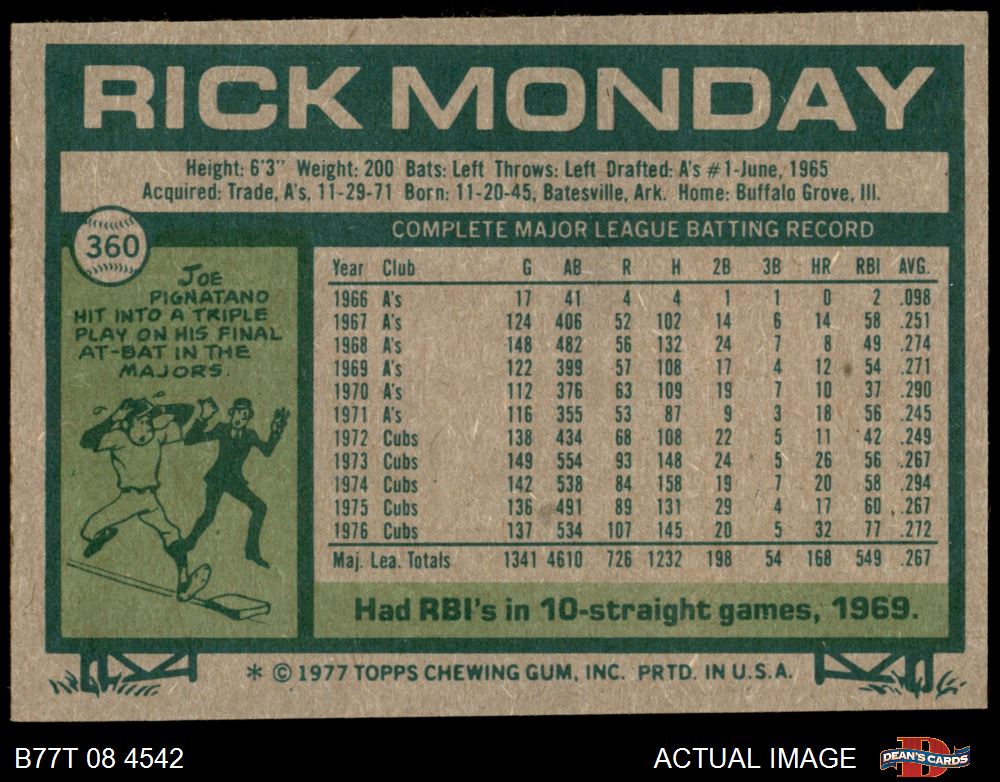 RICK MONDAY
Height: 6'3" Weight: 200 Bats: Left Throws: Left Drafted: A's #1-June, 1965
Acquired: Trade, A's, 11-29-71 Born: 11-20-45, Batesville, Ark. Home: Buffalo Grove, Ill.
360
JOE
PIGNATANO
HIT INTO A TRIPLE
PLAY ON HIS FINAL
AT-BAT IN THE
MAJORS.
COMPLETE MAJOR LEAGUE BATTING RECORD
Year Club G AB R H 2B 3B HR RBI AVG.
1966 A's 17 41 4 4 1 1 0 2 .098
1967 A's 124 406 52 102 14 6 14 58 .251
1968 A's 148 482 56 132 24 7 8 49 .274
1969 A's 122 399 57 108 17 4 12 54 .271
1970 A's 112 376 63 109 19 7 10 37 .290
1971 A's 116 355 53 87 9 3 18 56 .245
1972 Cubs 138 434 68 108 22 5 11 42 .249
1973 Cubs 149 554 93 148 24 5 26 56 .267
1974 Cubs 142 538 84 158 19 7 20 58 .294
1975 Cubs 136 491 89 131 29 4 17 60 .267
1976 Cubs 137 534 107 145 20 5 32 77 .272
Maj. Lea. Totals 1341 4610 726 1232 198 54 168 549 .267
Had RBI's in 10-straight games, 1969.
* © 1977 TOPPS CHEWING GUM, INC. PRTD. IN U.S.A.
B77T 08 4542
ACTUAL IMAGE
DEAN'S CARDS